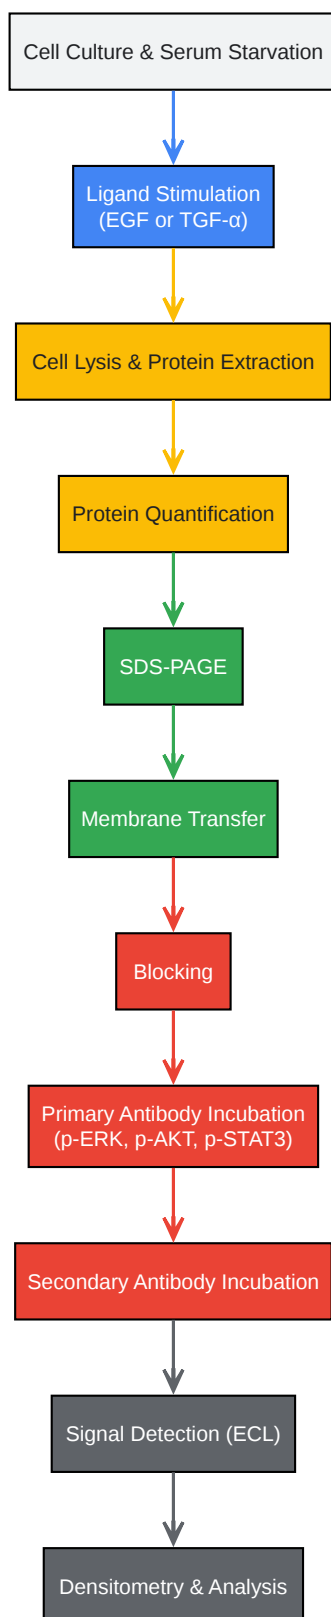 Cell Culture & Serum Starvation
Ligand Stimulation
(EGF or TGF-α)
Cell Lysis & Protein Extraction
Protein Quantification
SDS-PAGE
Membrane Transfer
Blocking
Primary Antibody Incubation
(p-ERK, p-AKT, p-STAT3)
Secondary Antibody Incubation
Signal Detection (ECL)
Densitometry & Analysis